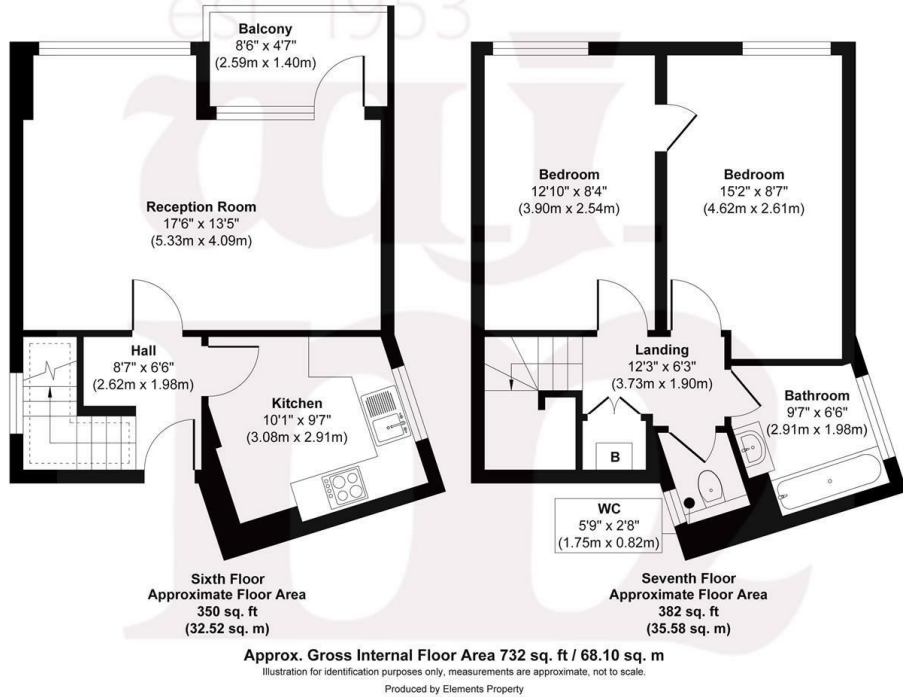 est. 1953
Balcony
8'6" x 4'7"
(2.59m x 1.40m)
Reception Room
17'6" x 13'5"
(5.33m x 4.09m)
Hall
8'7" x 6'6"
(2.62m x 1.98m)
Kitchen
10'1" x 9'7"
(3.08m x 2.91m)
Sixth Floor
Approximate Floor Area
350 sq. ft
(32.52 sq. m)
Bedroom
12'10" x 8'4"
(3.90m x 2.54m)
Bedroom
15'2" x 8'7"
(4.62m x 2.61m)
Landing
12'3" x 6'3"
(3.73m x 1.90m)
Bathroom
9'7" x 6'6"
(2.91m x 1.98m)
B
WC
5'9" x 2'8"
(1.75m x 0.82m)
Seventh Floor
Approximate Floor Area
382 sq. ft
(35.58 sq. m)
Approx. Gross Internal Floor Area 732 sq. ft / 68.10 sq. m
Illustration for identification purposes only, measurements are approximate, not to scale.
Produced by Elements Property